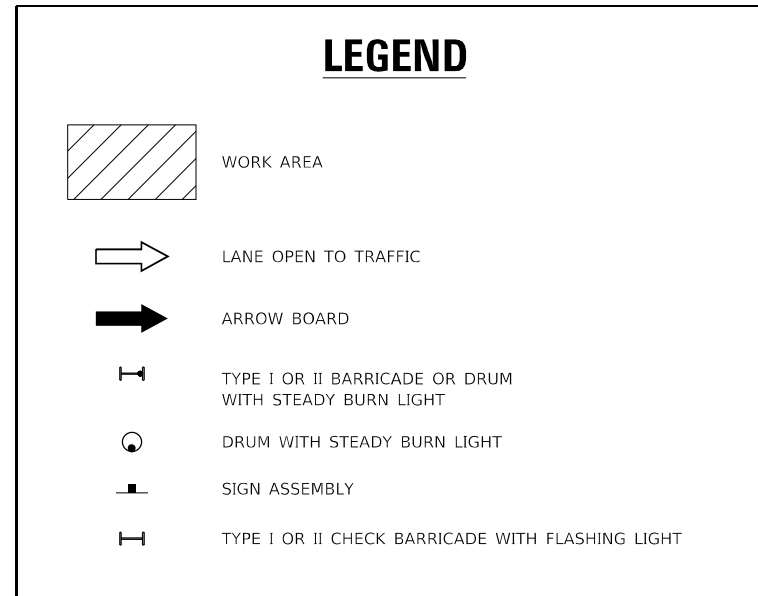 LEGEND
WORK AREA
LANE OPEN TO TRAFFIC
ARROW BOARD
TYPE I OR II BARRICADE OR DRUM
WITH STEADY BURN LIGHT
DRUM WITH STEADY BURN LIGHT
SIGN ASSEMBLY
TYPE I OR II CHECK BARRICADE WITH FLASHING LIGHT